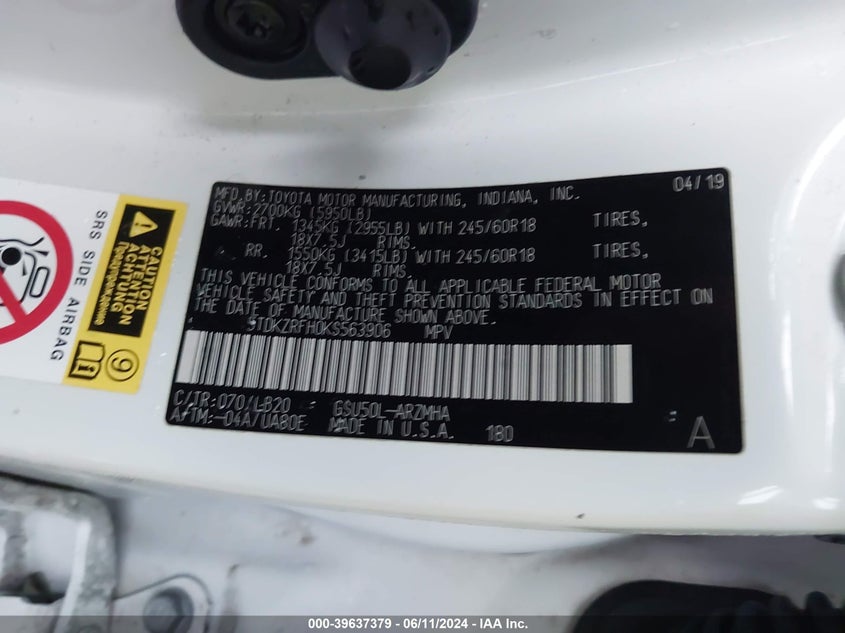 MFD.BY:TOYOTA MOTOR MANUFACTURING, INDIANA, INC. 04/19
GVWR:2700KG (5950LB)
GAWR:FRT. 1345KG (2955LB) WITH 245/60R18 TIRES,
18X7.5J RIMS.
RR. 1550KG (3415LB) WITH 245/60R18 TIRES,
18X7.5J RIMS.
THIS VEHICLE CONFORMS TO ALL APPLICABLE FEDERAL MOTOR
VEHICLE SAFETY AND THEFT PREVENTION STANDARDS IN EFFECT ON
THE DATE OF MANUFACTURE SHOWN ABOVE.
5TDKZRFH0KS563906 MPV
C/TR:070/LB20 GSU50L-ARZMHA
A/TM:-04A/UA80E MADE IN U.S.A. 180 A
SRS SIDE AIRBAG
CAUTION
ATTENTION
ACHTUNG
Предупреждение
9
i
000-39637379 - 06/11/2024 - IAA Inc.